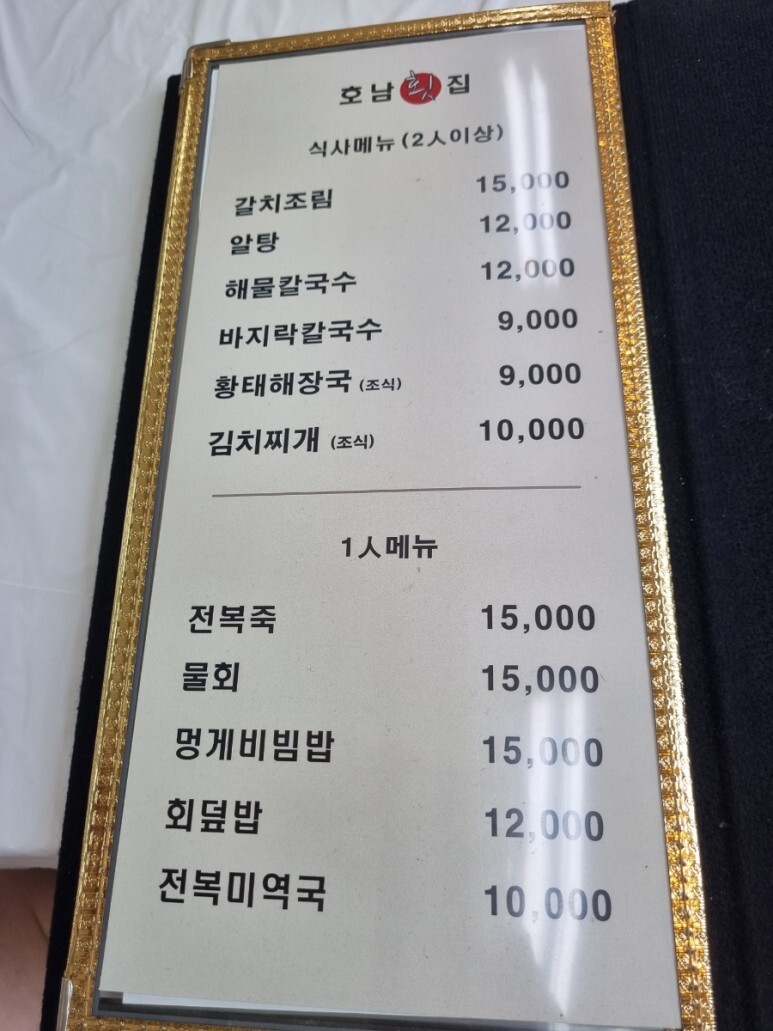 호남횟집
식사메뉴(2人이상)
갈치조림 15,000
알탕 12,000
해물칼국수 12,000
바지락칼국수 9,000
황태해장국 (조식) 9,000
김치찌개 (조식) 10,000
1人메뉴
전복죽 15,000
물회 15,000
멍게비빔밥 15,000
회덮밥 12,000
전복미역국 10,000